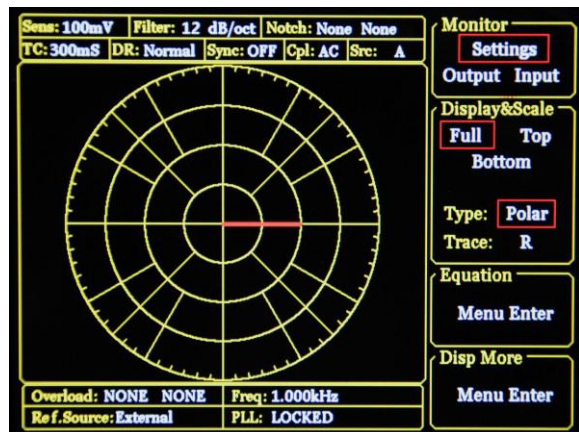 Sens: 100mV Filter: 12 dB/oct Notch: None None
TC: 300mS DR: Normal Sync: OFF Cpl: AC Src: A
Monitor
Settings
Output Input
Display&Scale
Full Top
Bottom
Type: Polar
Trace: R
Equation
Menu Enter
Disp More
Menu Enter
Overload: NONE NONE Freq: 1.000kHz
Ref.Source: External PLL: LOCKED